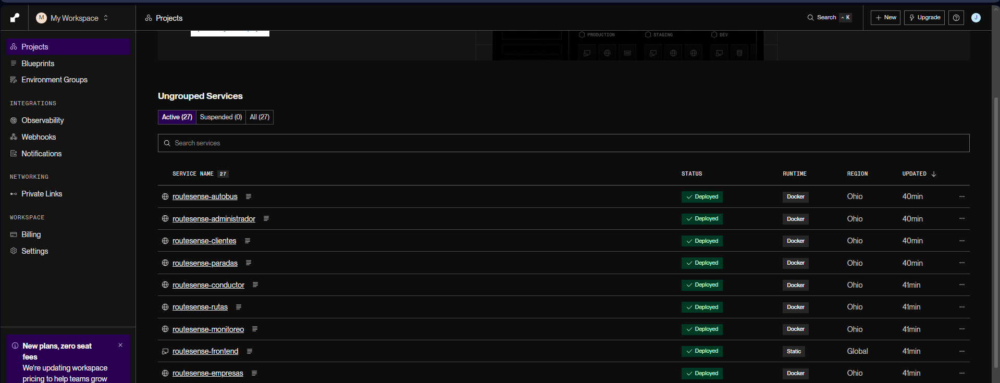 M My Workspace
Projects
Search
K
New
Upgrade
J
Projects
Blueprints
Environment Groups
INTEGRATIONS
Observability
Webhooks
Notifications
NETWORKING
Private Links
WORKSPACE
Billing
Settings
New plans, zero seat
fees
We're updating workspace
pricing to help teams grow
PRODUCTION STAGING DEV
Ungrouped Services
Active (27) Suspended (0) All (27)
Search services
SERVICE NAME 27 STATUS RUNTIME REGION UPDATED
routesense-autobus Deployed Docker Ohio 40min
routesense-administrador Deployed Docker Ohio 40min
routesense-clientes Deployed Docker Ohio 40min
routesense-paradas Deployed Docker Ohio 40min
routesense-conductor Deployed Docker Ohio 41min
routesense-rutas Deployed Docker Ohio 41min
routesense-monitoreo Deployed Docker Ohio 41min
routesense-frontend Deployed Static Global 41min
routesense-empresas Deployed Docker Ohio 41min